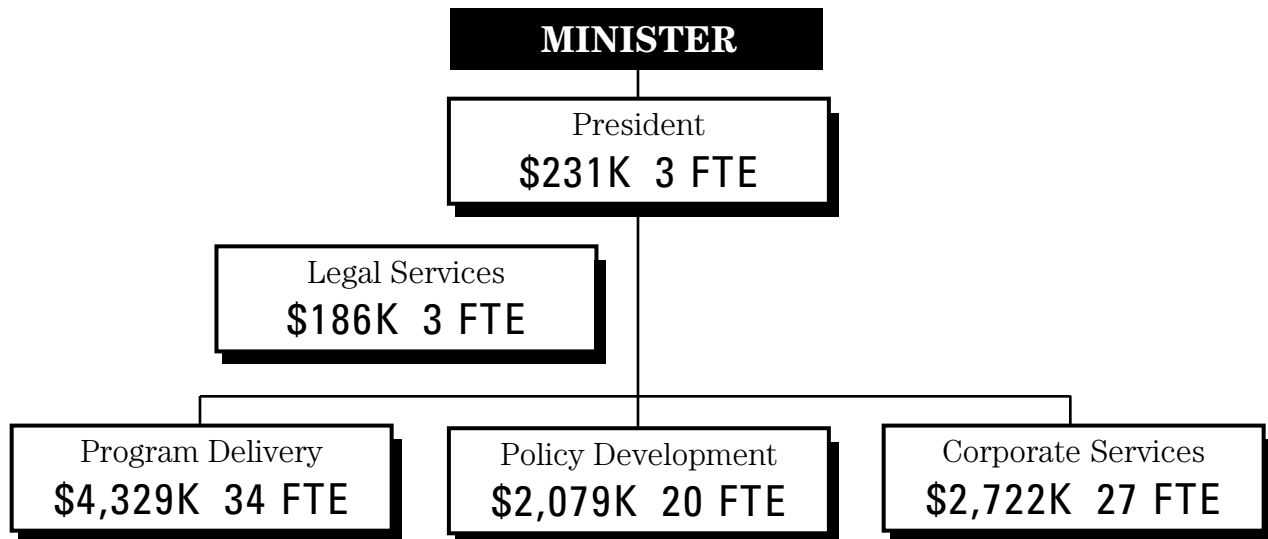 MINISTER
President
$231K 3 FTE
Legal Services
$186K 3 FTE
Program Delivery
$4,329K 34 FTE
Policy Development
$2,079K 20 FTE
Corporate Services
$2,722K 27 FTE